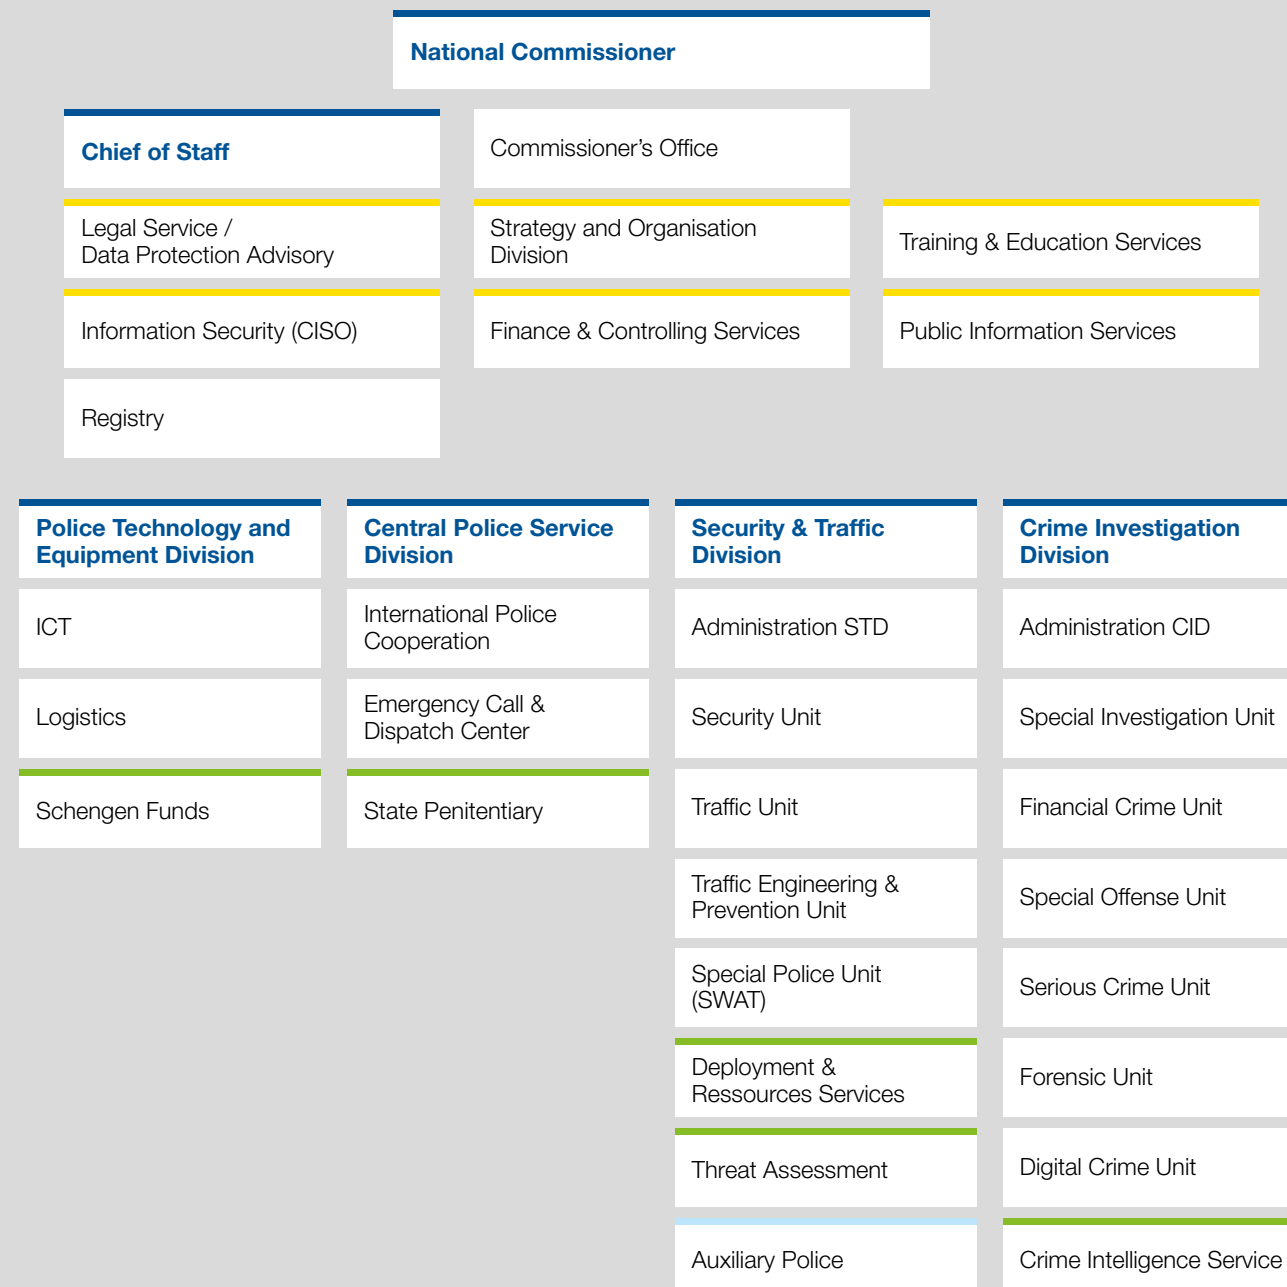 National Commissioner
Chief of Staff
Commissioner’s Office
Legal Service /
Data Protection Advisory
Strategy and Organisation
Division
Training & Education Services
Information Security (CISO)
Finance & Controlling Services
Public Information Services
Registry
Police Technology and
Equipment Division
ICT
Logistics
Schengen Funds
Central Police Service
Division
International Police
Cooperation
Emergency Call &
Dispatch Center
State Penitentiary
Security & Traffic
Division
Administration STD
Security Unit
Traffic Unit
Traffic Engineering &
Prevention Unit
Special Police Unit
(SWAT)
Deployment &
Ressources Services
Threat Assessment
Auxiliary Police
Crime Investigation
Division
Administration CID
Special Investigation Unit
Financial Crime Unit
Special Offense Unit
Serious Crime Unit
Forensic Unit
Digital Crime Unit
Crime Intelligence Service